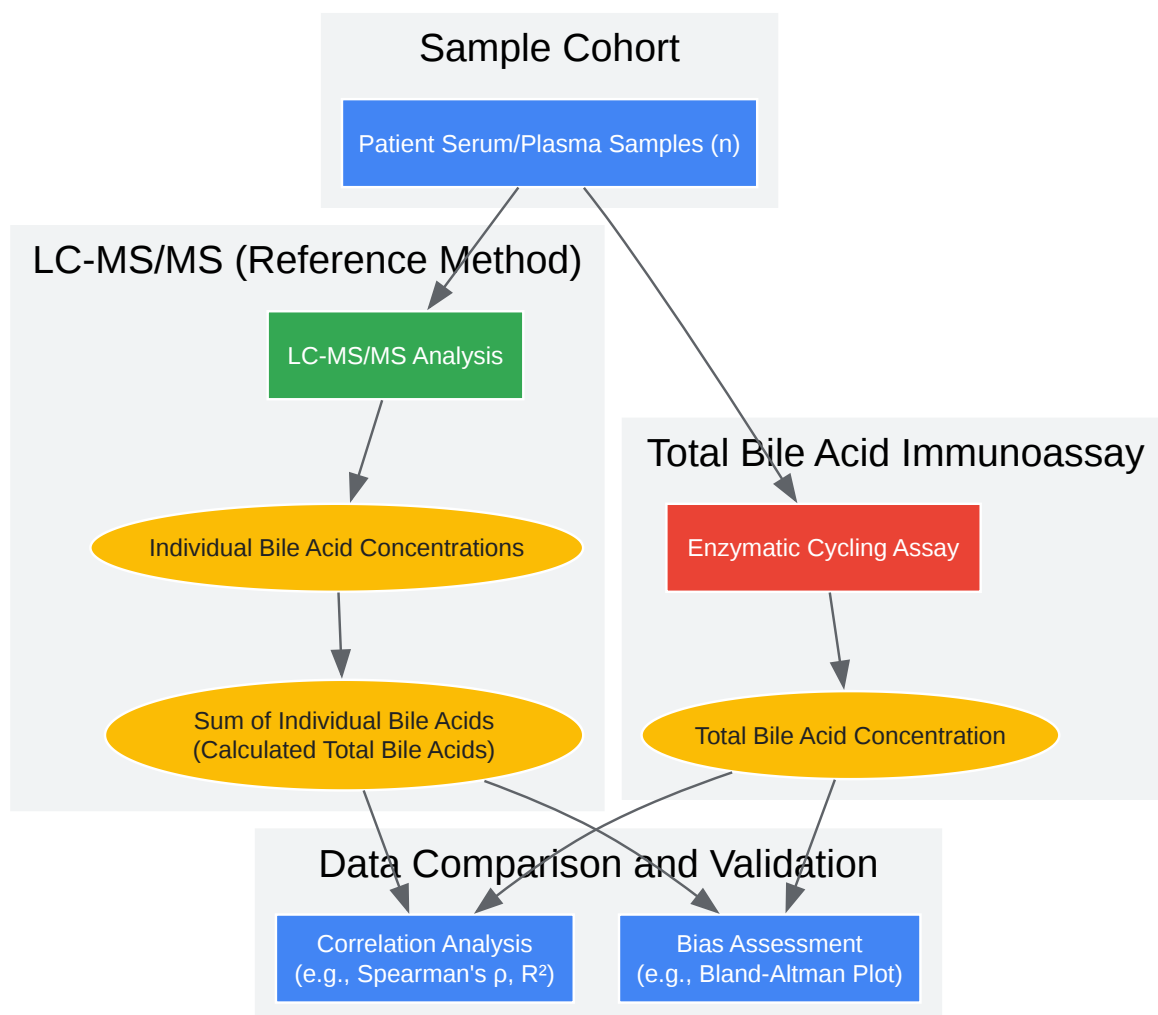 Sample Cohort
Patient Serum/Plasma Samples (n)
LC-MS/MS (Reference Method)
LC-MS/MS Analysis
Individual Bile Acid Concentrations
Sum of Individual Bile Acids
(Calculated Total Bile Acids)
Total Bile Acid Immunoassay
Enzymatic Cycling Assay
Total Bile Acid Concentration
Data Comparison and Validation
Correlation Analysis
(e.g., Spearman's ρ, R²)
Bias Assessment
(e.g., Bland-Altman Plot)